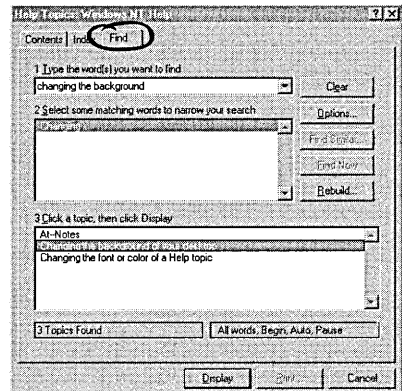 Help Topics: Windows NT Help
Contents Index Find
1 Type the word(s) you want to find
changing the background
Clear
2 Select some matching words to narrow your search
Options...
Changing
Find Similar...
Find Now
Rebuild...
3 Click a topic, then click Display
At-Notes
Changing the background of your desktop
Changing the font or color of a Help topic
3 Topics Found
All words, Begin, Auto, Pause
Display Print... Cancel